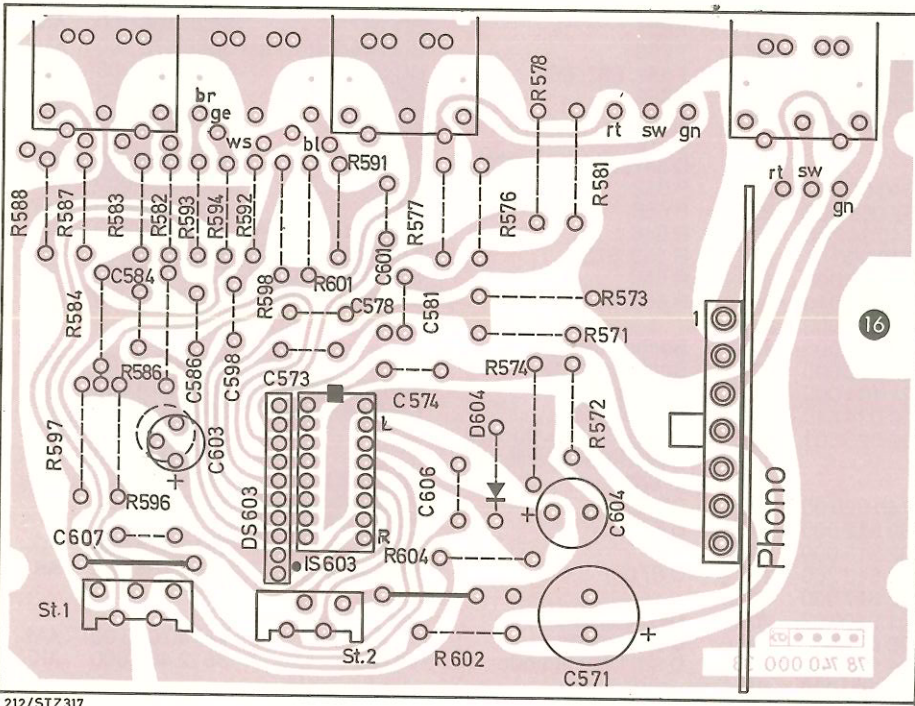 R578
br
ge
ws
bl
R591
rt
sw
gn
rt
sw
gn
R588
R587
R583
R582
R593
R594
R592
C601
R577
R576
R581
R584
C584
R598
R601
C578
C581
R573
1
R571
16
R586
C586
C598
C573
R574
C574
D604
R572
L
R597
C603
+
R596
DS603
C606
+
C604
R
C607
IS603
R604
Phono
St.1
St.2
R602
C571
+
78 740 000
212/STZ317